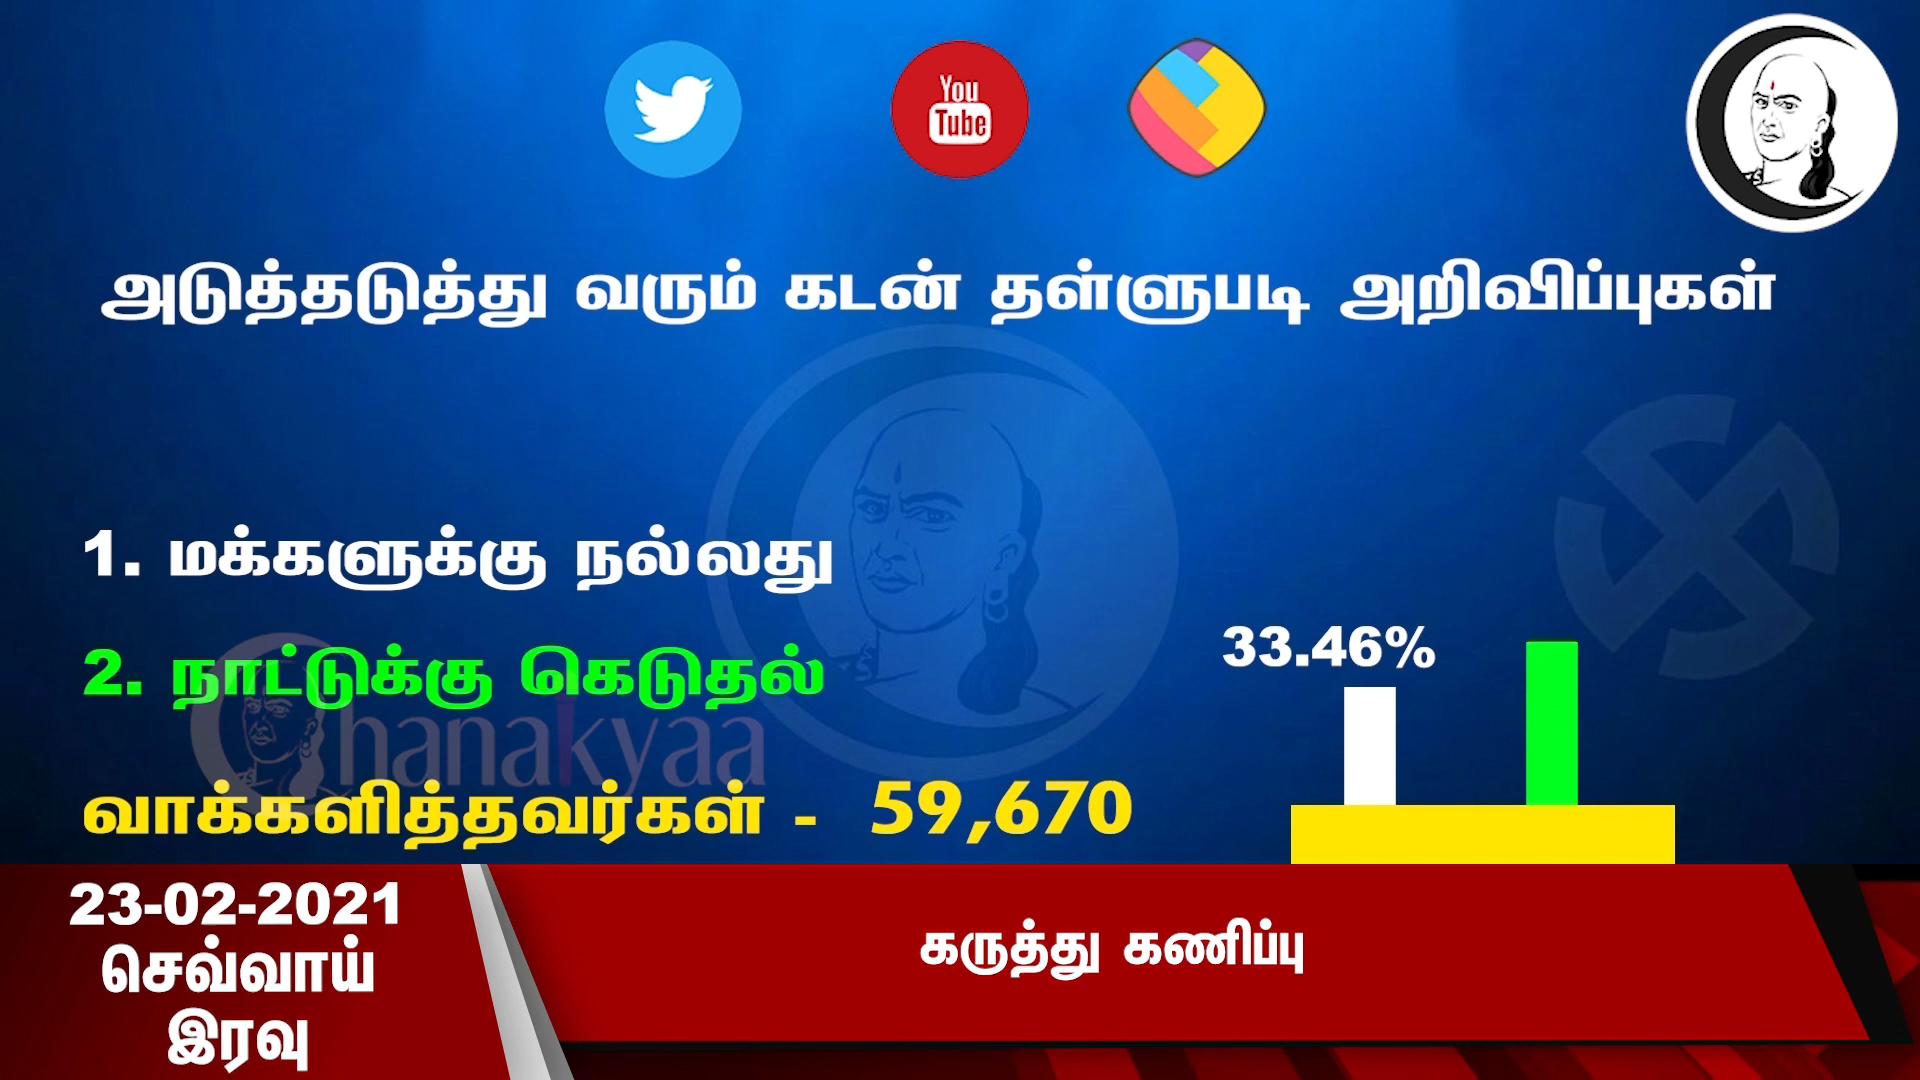 You
Tube
அடுத்தடுத்து வரும் கடன் தள்ளுபடி அறிவிப்புகள்
1. மக்களுக்கு நல்லது
2. நாட்டுக்கு கெடுதல்
33.46%
hanakyaa
வாக்களித்தவர்கள் - 59,670
23-02-2021
செவ்வாய்
இரவு
கருத்து கணிப்பு